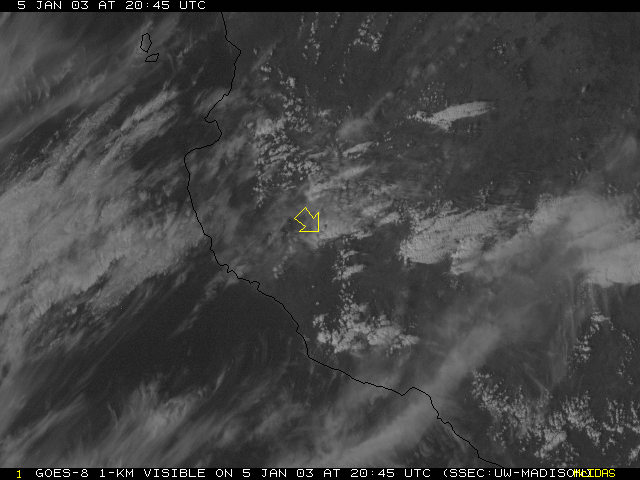 5 JAN 03 AT 20:45 UTC
1 GOES-8 1-KM VISIBLE ON 5 JAN 03 AT 20:45 UTC (SSEC:UW-MADISON)